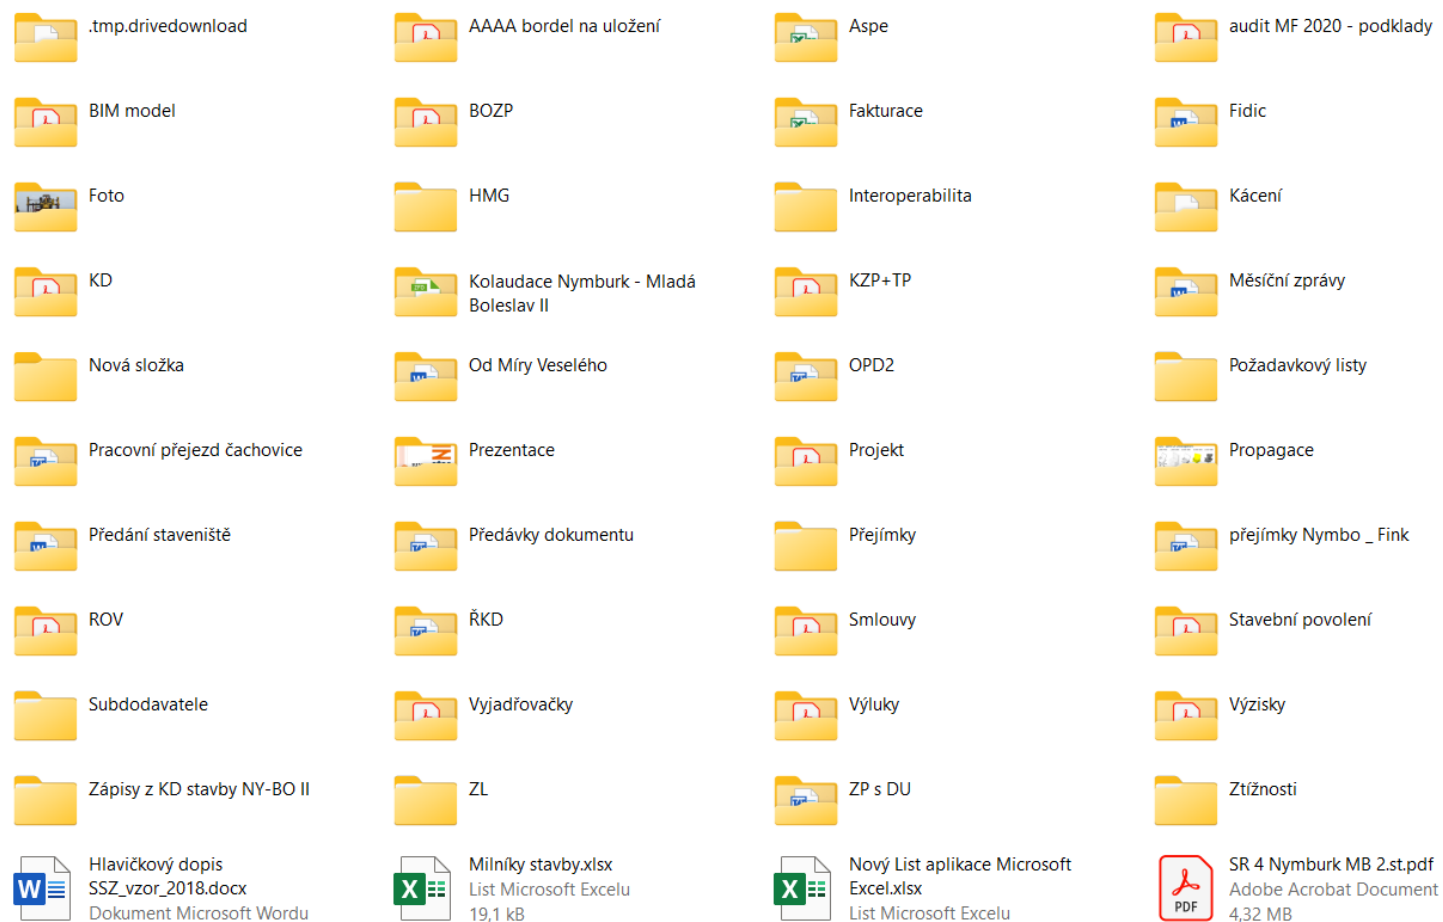 .tmp.drivedownload
AAAA bordel na uložení
Aspe
audit MF 2020 - podklady
BIM model
BOZP
Fakturace
Fidic
Foto
HMG
Interoperabilita
Kácení
KD
Kolaudace Nymburk - Mladá
Boleslav II
KZP+TP
Měsíční zprávy
Nová složka
Od Míry Veselého
OPD2
Požadavkový listy
Pracovní přejezd čachovice
Prezentace
Projekt
Propagace
Předání staveniště
Předávky dokumentu
Přejímky
přejímky Nymbo _ Fink
ROV
ŘKD
Smlouvy
Stavební povolení
Subdodavatele
Vyjadřovačky
Výluky
Výzisky
Zápisy z KD stavby NY-BO II
ZL
ZP s DU
Ztížnosti
Hlavičkový dopis
SSZ_vzor_2018.docx
Dokument Microsoft Wordu
Milníky stavby.xlsx
List Microsoft Excelu
19,1 kB
Nový List aplikace Microsoft
Excel.xlsx
List Microsoft Excelu
SR 4 Nymburk MB 2.st.pdf
Adobe Acrobat Document
4,32 MB
PDF